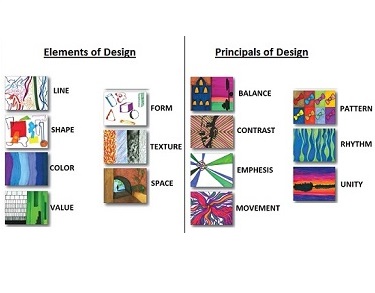 Elements of Design
LINE
SHAPE
COLOR
VALUE
FORM
TEXTURE
SPACE
Principals of Design
BALANCE
CONTRAST
EMPHESIS
MOVEMENT
PATTERN
RHYTHM
UNITY